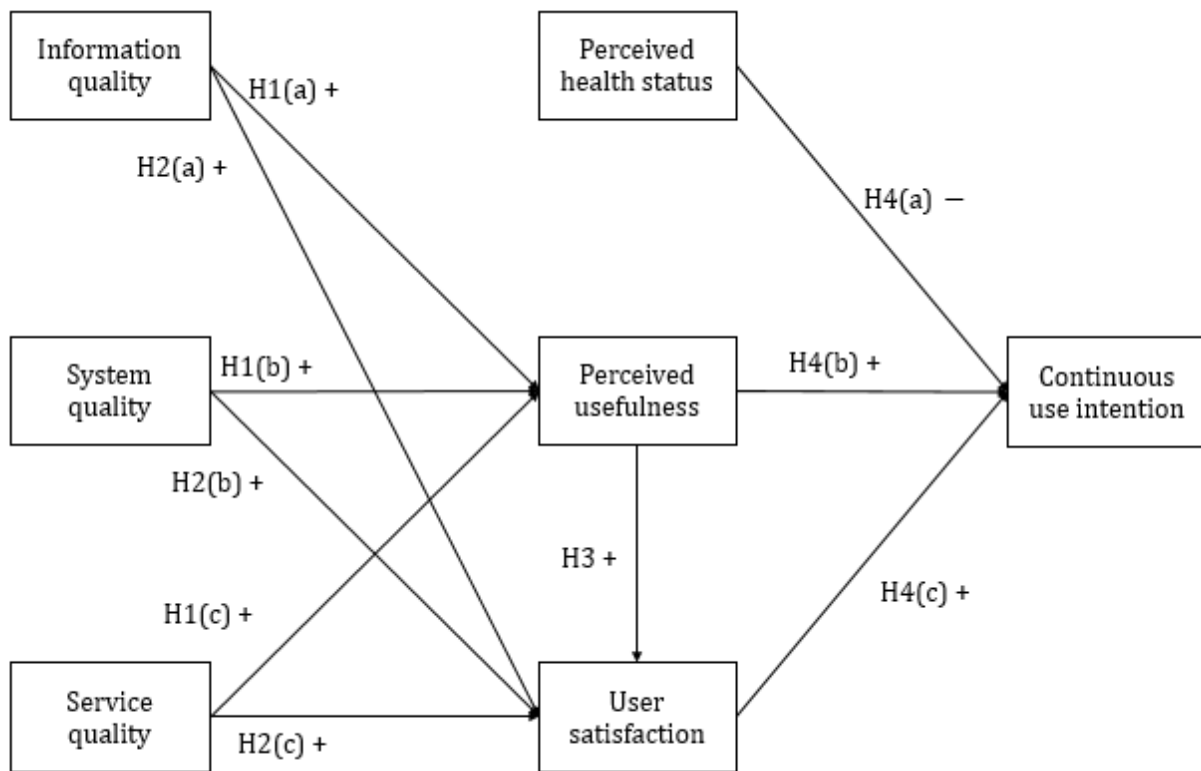 Information
quality
Perceived
health status
H1(a) +
H2(a) +
H4(a) −
System
quality
H1(b) +
Perceived
usefulness
H4(b) +
Continuous
use intention
H2(b) +
H3 +
H1(c) +
H4(c) +
Service
quality
H2(c) +
User
satisfaction